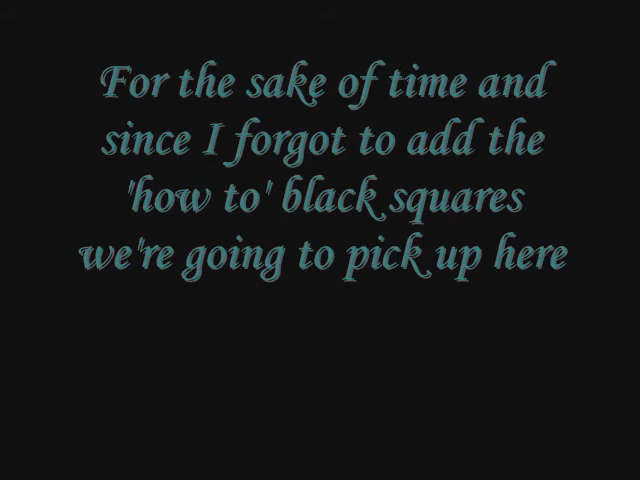 For the sake of time and
since I forgot to add the
'how to' black squares
we're going to pick up here